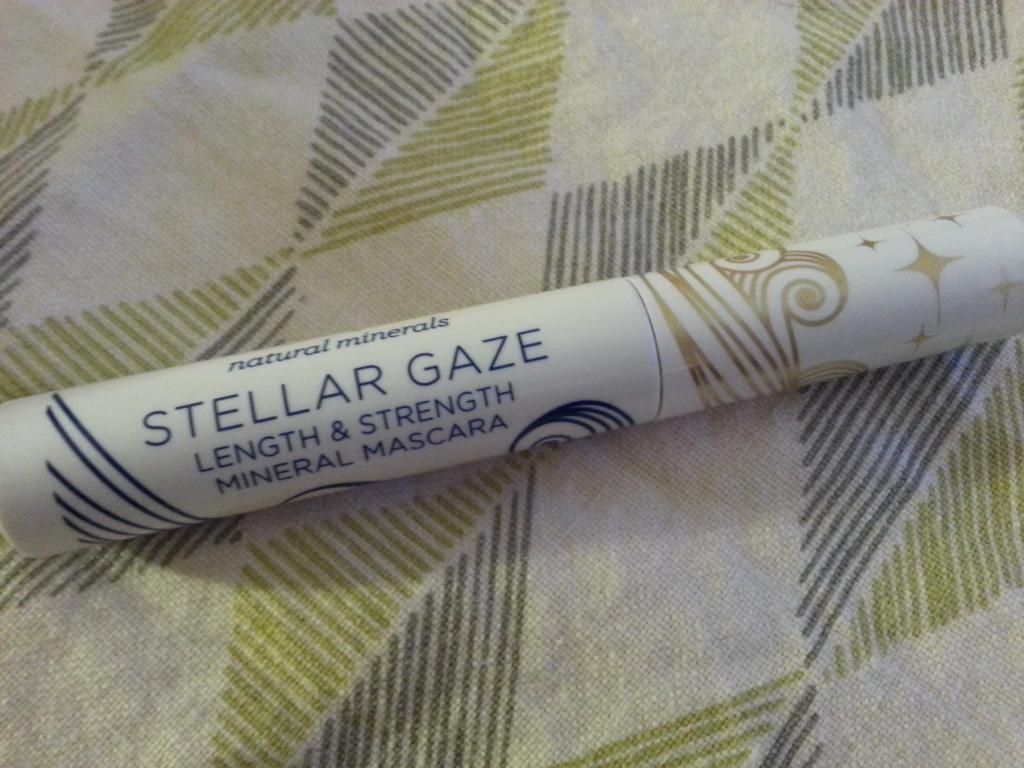 natural minerals
STELLAR GAZE
LENGTH & STRENGTH
MINERAL MASCARA